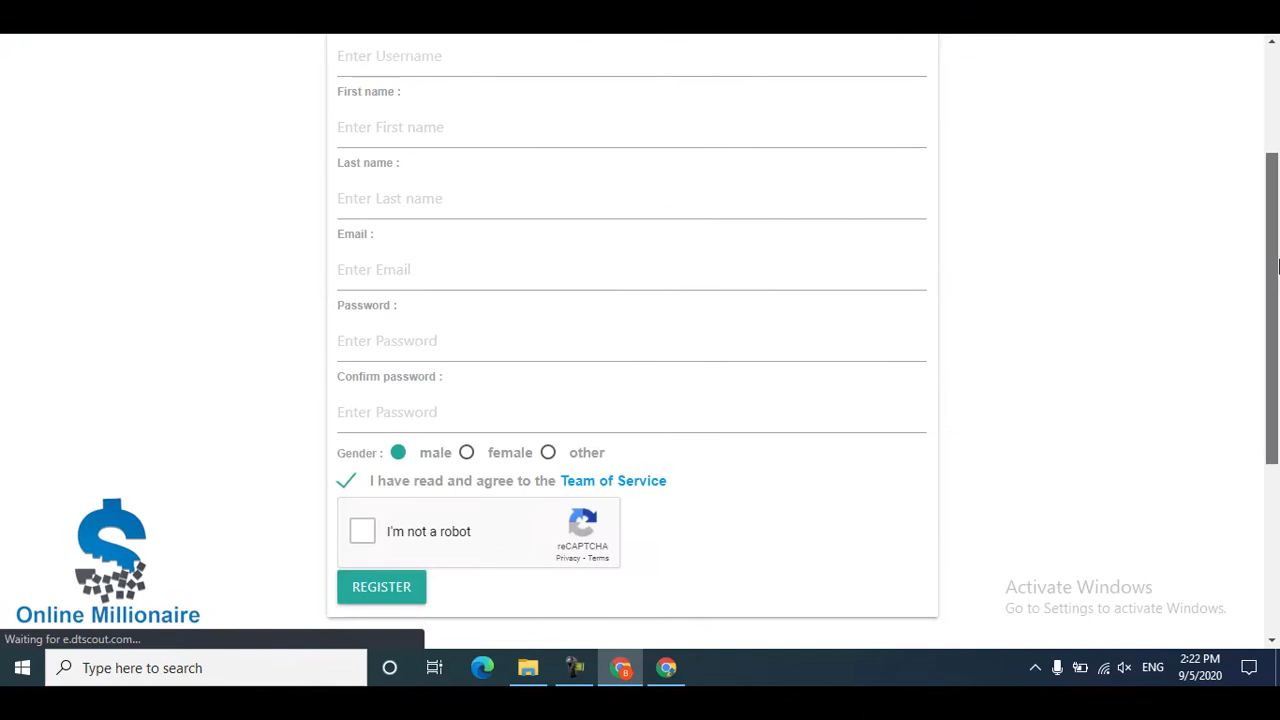 Enter Username
First name :
Enter First name
Last name :
Enter Last name
Email :
Enter Email
Password :
Enter Password
Confirm password :
Enter Password
Gender : male female other
I have read and agree to the Team of Service
I'm not a robot
reCAPTCHA
Privacy - Terms
REGISTER
Online Millionaire
Activate Windows
Go to Settings to activate Windows.
Waiting for e.dtscout.com...
Type here to search
B
ENG
2:22 PM
9/5/2020